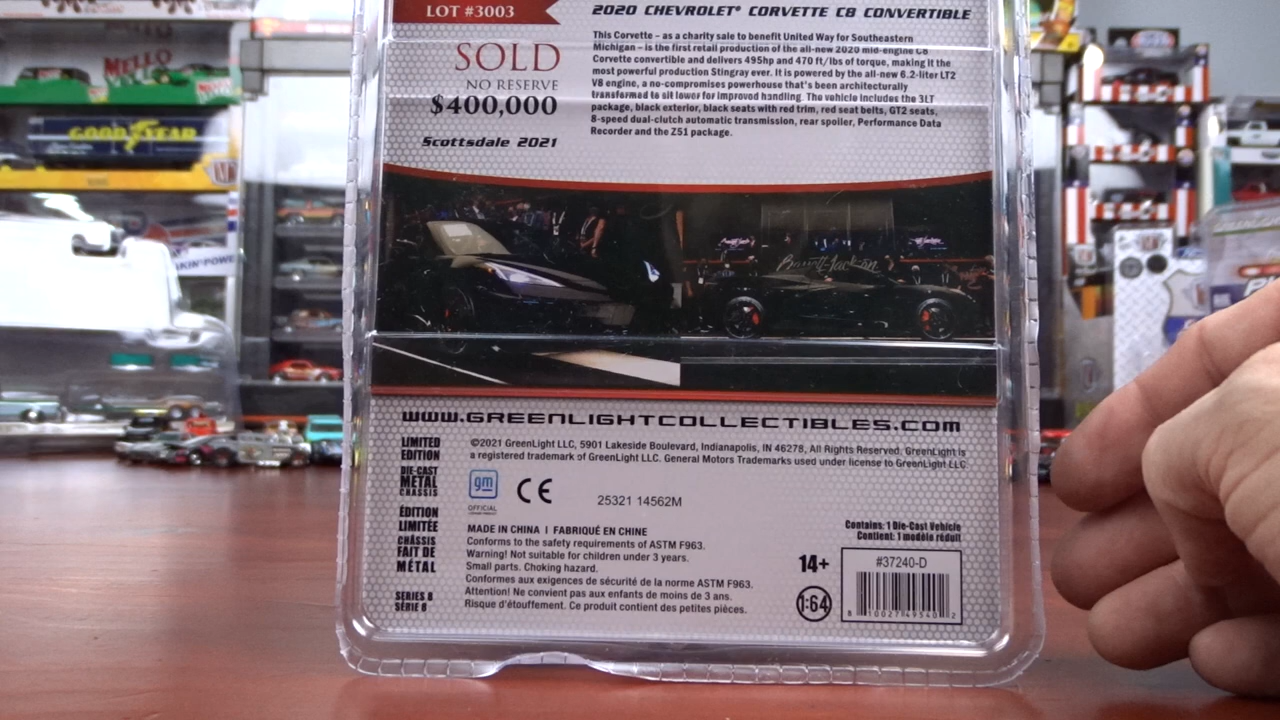 LOT #3003
2020 CHEVROLET® CORVETTE C8 CONVERTIBLE
SOLD
NO RESERVE
$400,000
Scottsdale 2021
This Corvette – as a charity sale to benefit United Way for Southeastern
Michigan – is the first retail production of the all-new 2020 mid-engine C8
Corvette convertible and delivers 495hp and 470 ft/lbs of torque, making it the
most powerful production Stingray ever. It is powered by the all-new 6.2-liter LT2
V8 engine, a no-compromises powerhouse that's been architecturally
transformed to sit lower for improved handling. The vehicle includes the 3LT
package, black exterior, black seats with red trim, red seat belts, GT2 seats,
8-speed dual-clutch automatic transmission, rear spoiler, Performance Data
Recorder and the Z51 package.
Barrett-Jackson
WWW.GREENLIGHTCOLLECTIBLES.COM
LIMITED
EDITION
DIE-CAST
METAL
CHASSIS
ÉDITION
LIMITÉE
CHÂSSIS
FAIT DE
MÉTAL
SERIES 8
SÉRIE 8
©2021 GreenLight LLC, 5901 Lakeside Boulevard, Indianapolis, IN 46278, All Rights Reserved. GreenLight is
a registered trademark of GreenLight LLC. General Motors Trademarks used under license to GreenLight LLC.
gm
OFFICIAL
CE
25321 14562M
MADE IN CHINA | FABRIQUÉ EN CHINE
Conforms to the safety requirements of ASTM F963.
Warning! Not suitable for children under 3 years.
Small parts. Choking hazard.
Conformes aux exigences de sécurité de la norme ASTM F963.
Attention! Ne convient pas aux enfants de moins de 3 ans.
Risque d'étouffement. Ce produit contient des petites pièces.
Contains: 1 Die-Cast Vehicle
Contient: 1 modèle réduit
14+
1:64
#37240-D
8 10027 49540 2
MELLO
GOOD YEAR